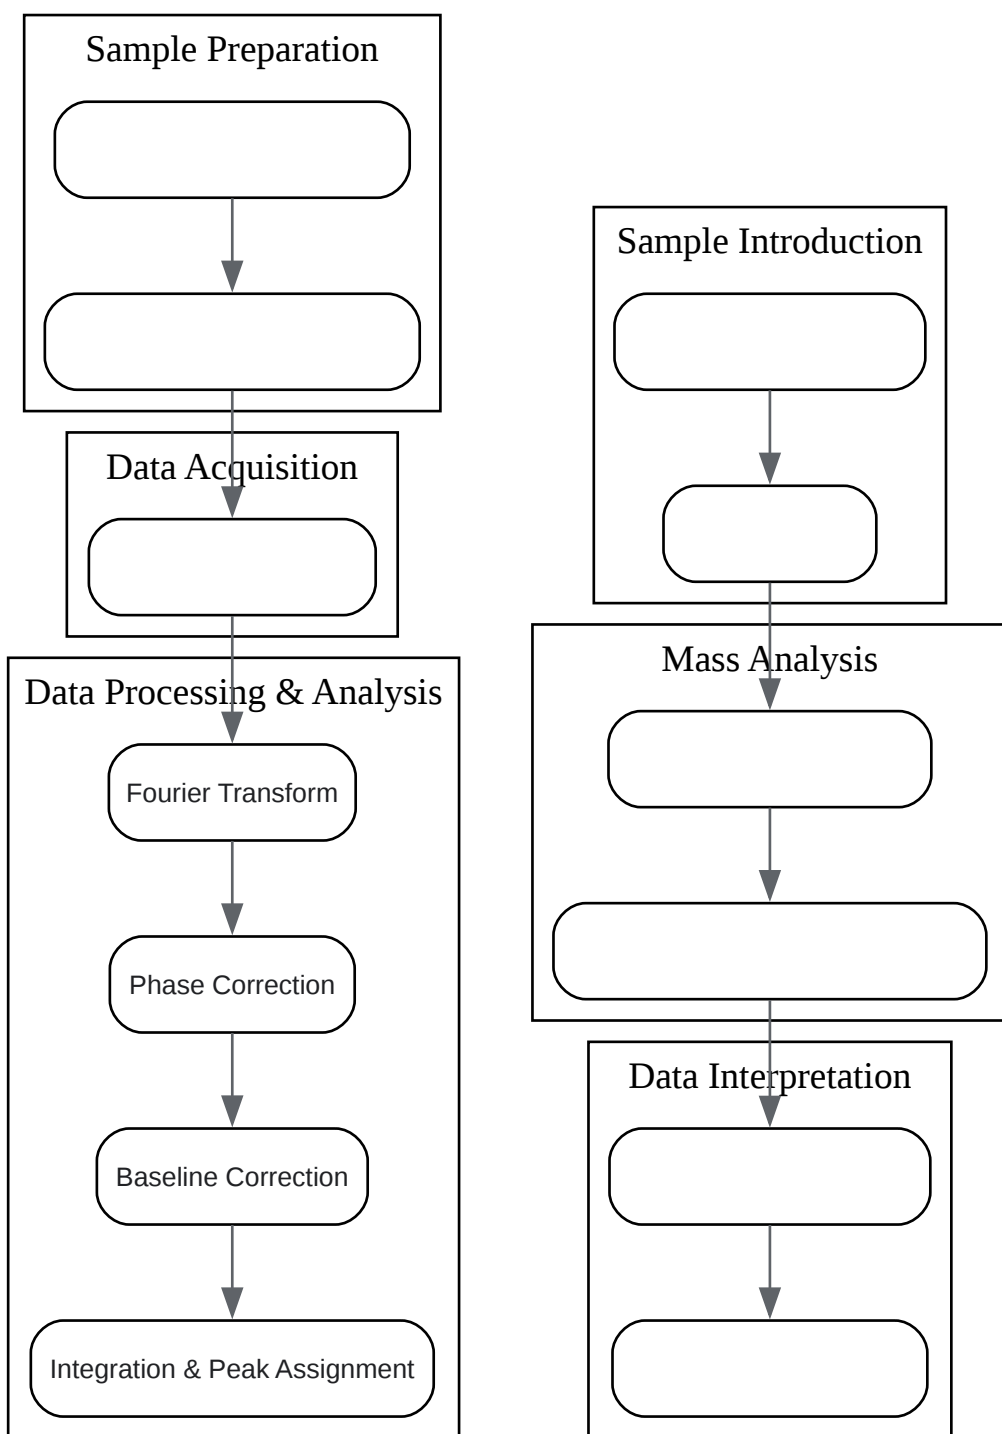 Sample Preparation
Data Acquisition
Data Processing & Analysis
Fourier Transform
Phase Correction
Baseline Correction
Integration & Peak Assignment
Sample Introduction
Mass Analysis
Data Interpretation